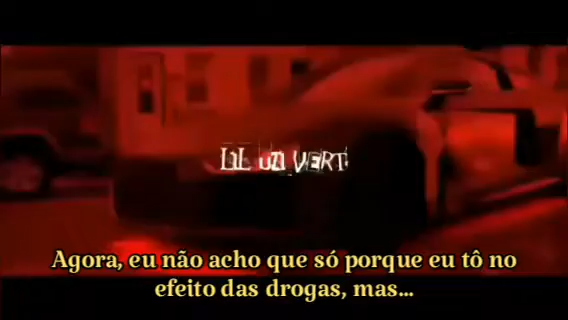 LIL UZI VERT
Agora, eu não acho que só porque eu tô no
efeito das drogas, mas...